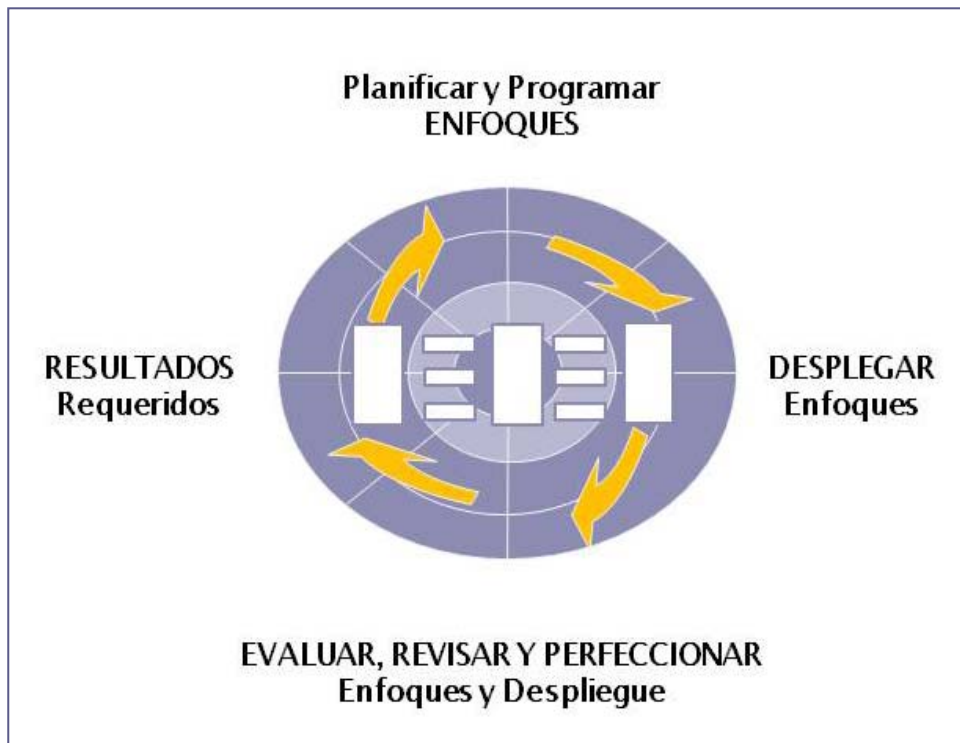 Planificar y Programar
ENFOQUES
RESULTADOS
Requeridos
DESPLEGAR
Enfoques
EVALUAR, REVISAR Y PERFECCIONAR
Enfoques y Despliegue